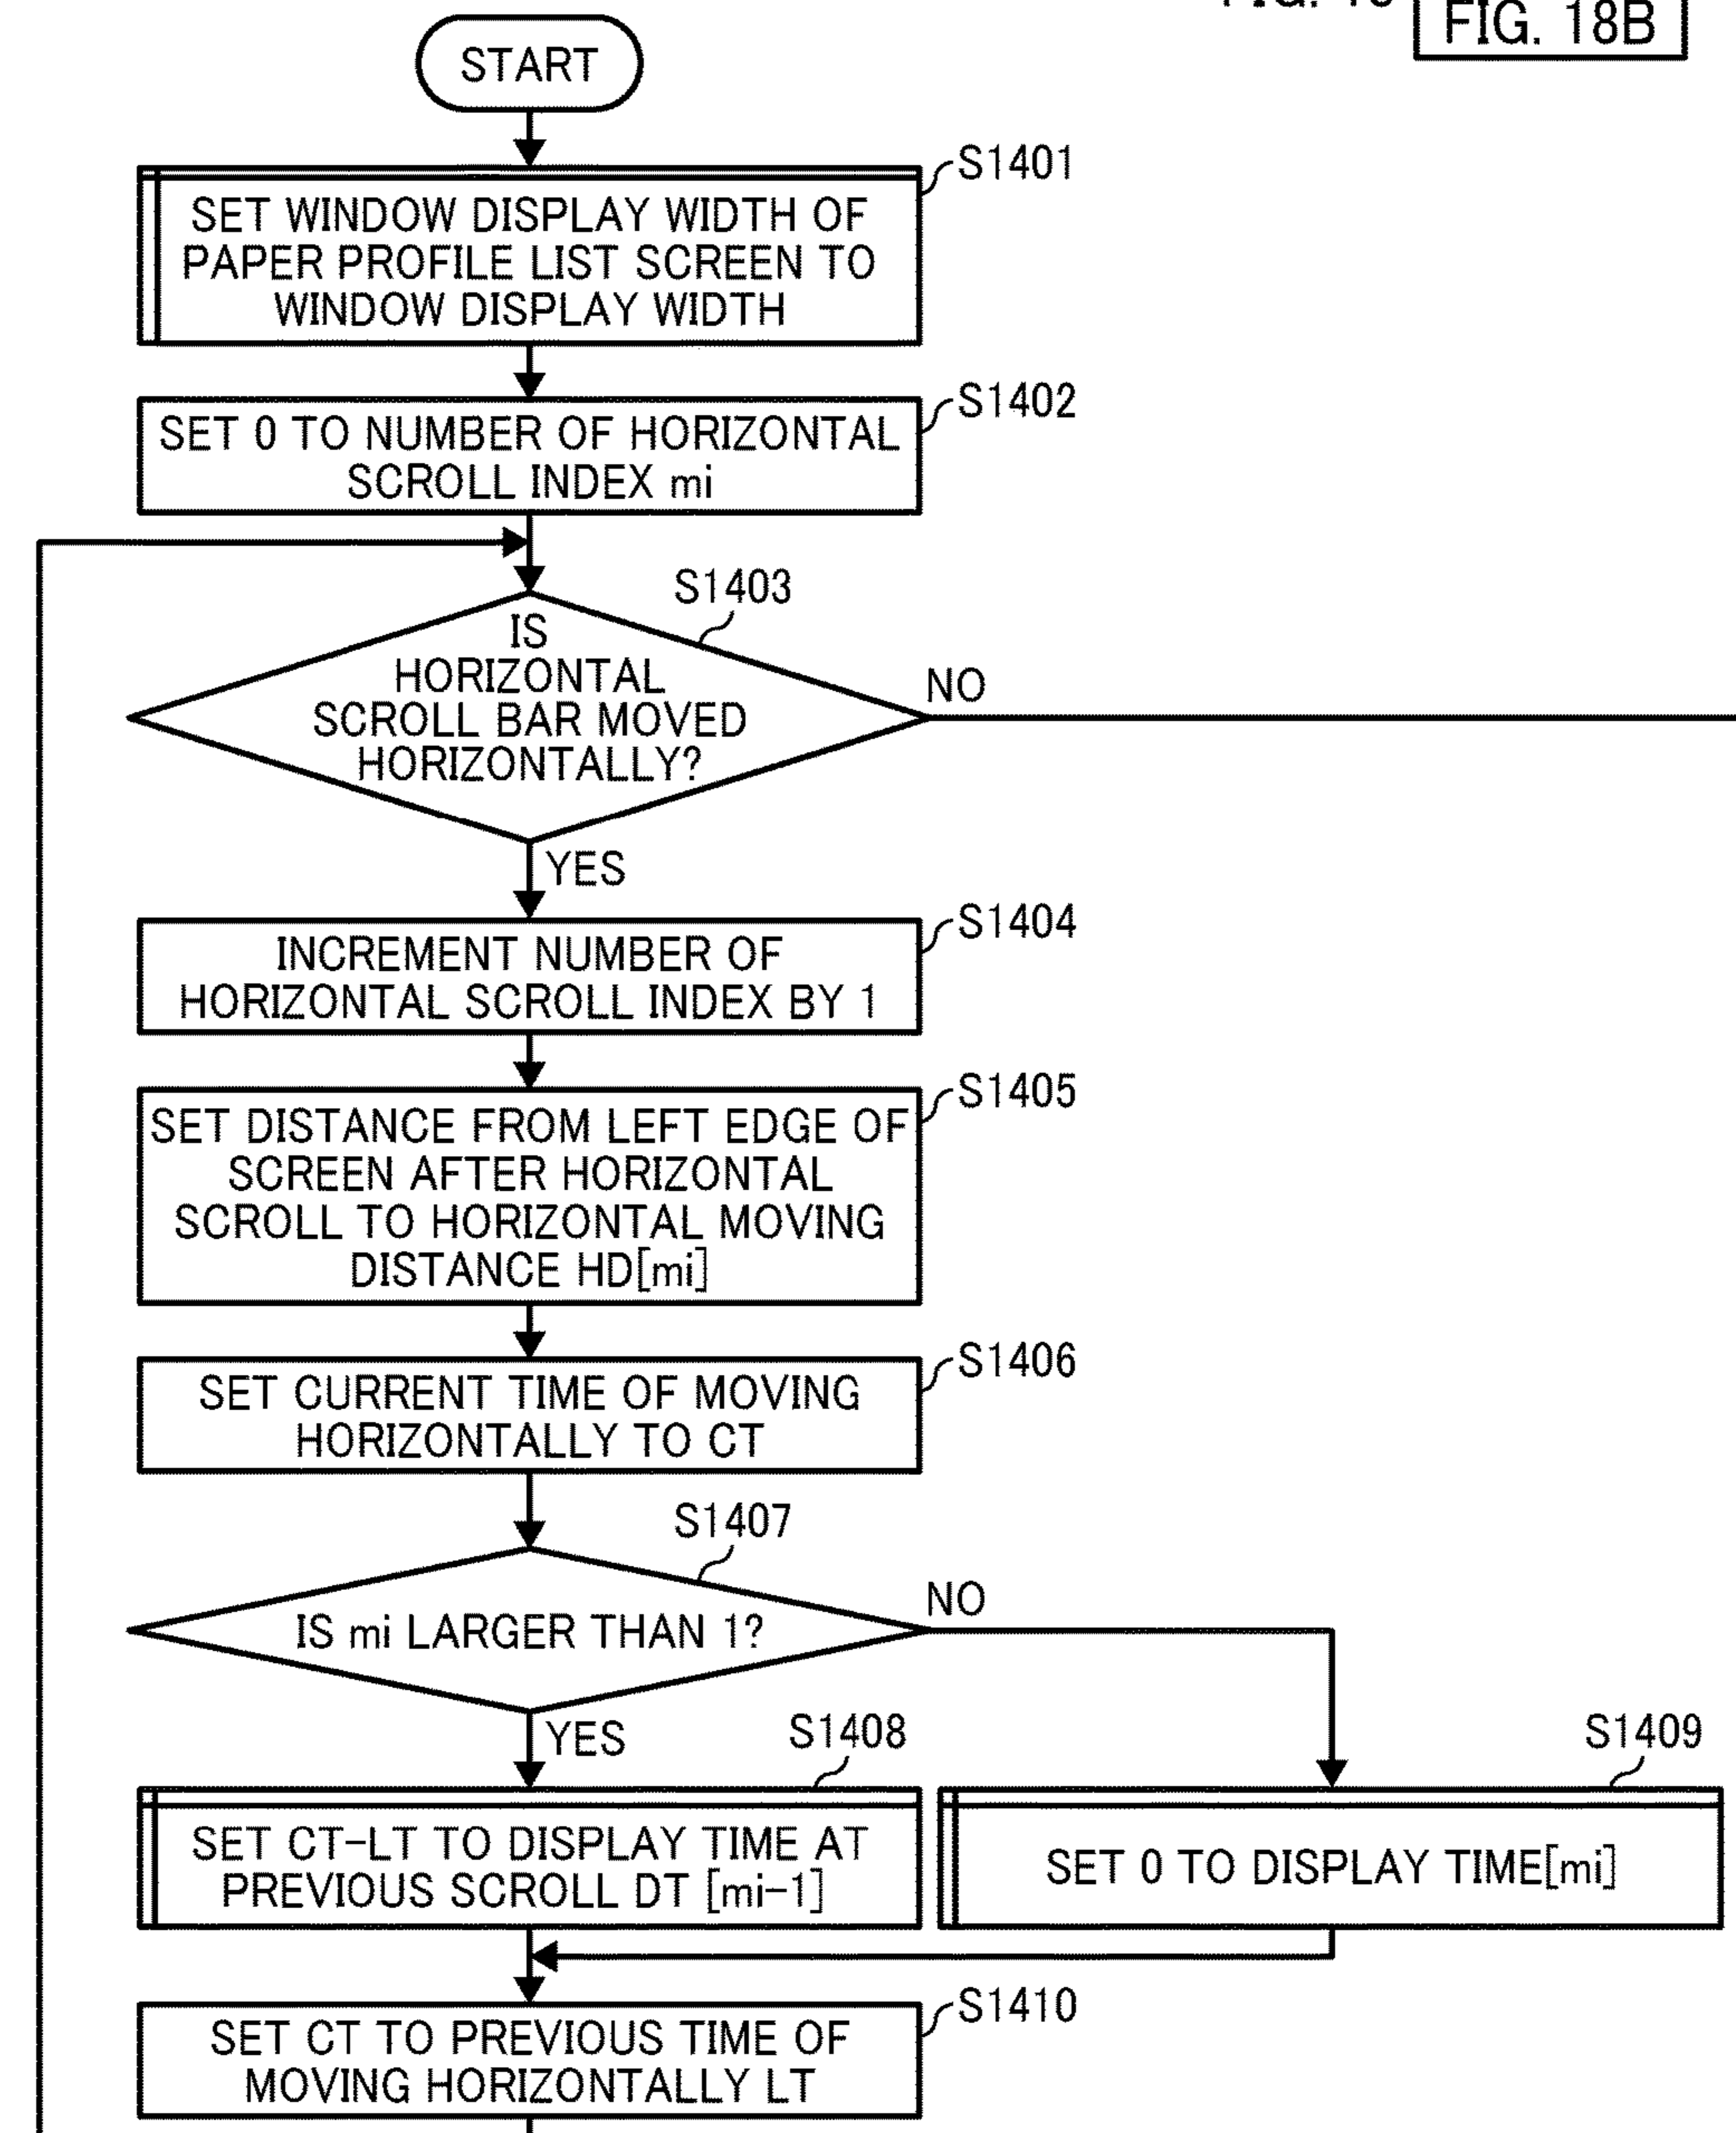 FIG. 18B
START
S1401
SET WINDOW DISPLAY WIDTH OF
PAPER PROFILE LIST SCREEN TO
WINDOW DISPLAY WIDTH
S1402
SET 0 TO NUMBER OF HORIZONTAL
SCROLL INDEX mi
S1403
IS
HORIZONTAL
SCROLL BAR MOVED
HORIZONTALLY?
NO
YES
S1404
INCREMENT NUMBER OF
HORIZONTAL SCROLL INDEX BY 1
S1405
SET DISTANCE FROM LEFT EDGE OF
SCREEN AFTER HORIZONTAL
SCROLL TO HORIZONTAL MOVING
DISTANCE HD[mi]
S1406
SET CURRENT TIME OF MOVING
HORIZONTALLY TO CT
S1407
IS mi LARGER THAN 1?
NO
YES
S1408
SET CT-LT TO DISPLAY TIME AT
PREVIOUS SCROLL DT [mi-1]
S1409
SET 0 TO DISPLAY TIME[mi]
S1410
SET CT TO PREVIOUS TIME OF
MOVING HORIZONTALLY LT